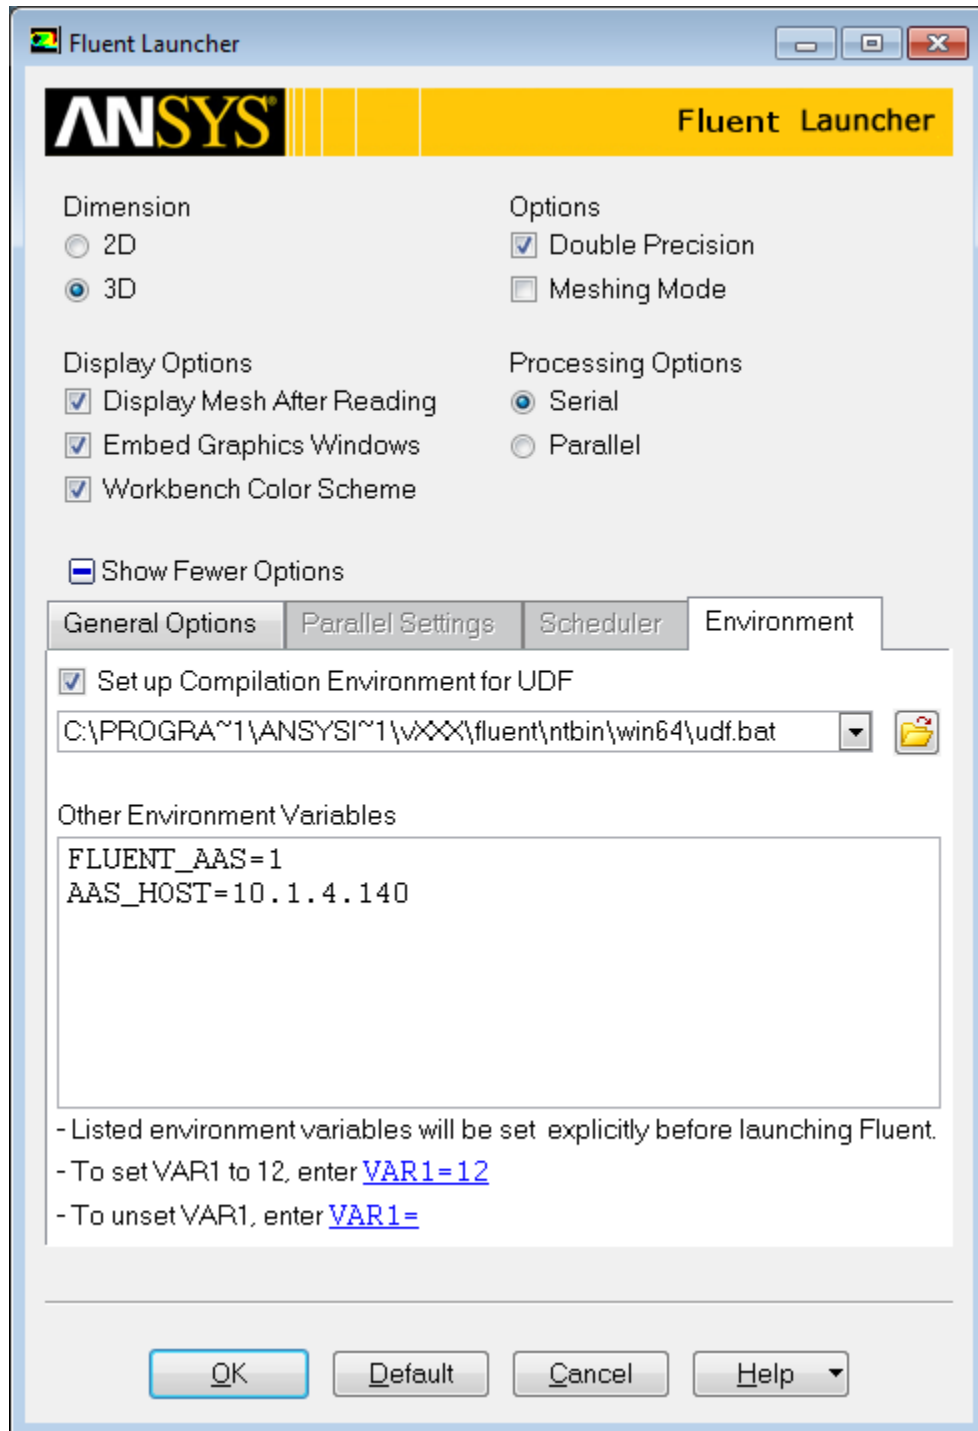 Fluent Launcher
ANSYS®
Fluent Launcher
Dimension
2D
3D
Options
Double Precision
Meshing Mode
Display Options
Display Mesh After Reading
Embed Graphics Windows
Workbench Color Scheme
Processing Options
Serial
Parallel
Show Fewer Options
General Options
Parallel Settings
Scheduler
Environment
Set up Compilation Environment for UDF
C:\PROGRA~1\ANSYSI~1\vXXX\fluent\ntbin\win64\udf.bat
Other Environment Variables
FLUENT_AAS=1
AAS_HOST=10.1.4.140
- Listed environment variables will be set explicitly before launching Fluent.
- To set VAR1 to 12, enter VAR1=12
- To unset VAR1, enter VAR1=
OK
Default
Cancel
Help